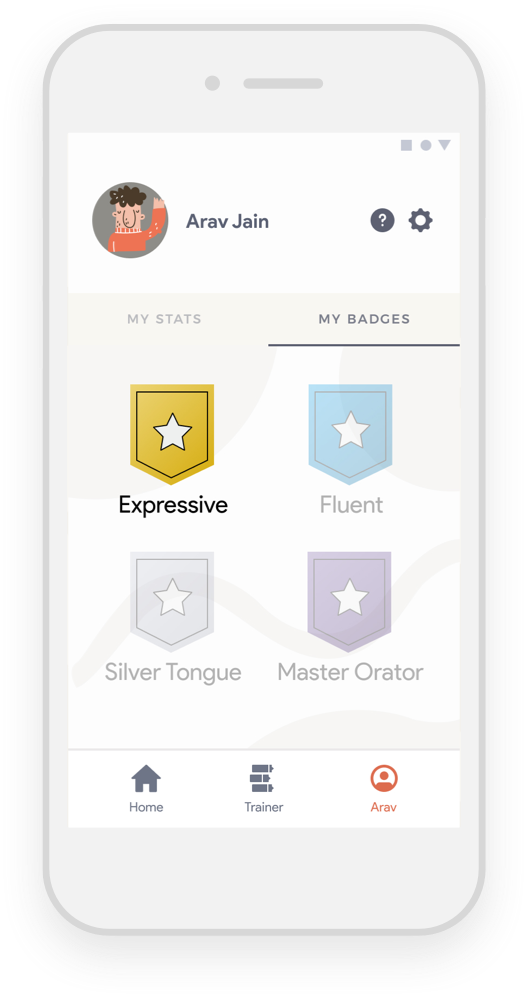 Arav Jain
?
MY STATS MY BADGES
Expressive Fluent
Silver Tongue Master Orator
Home Trainer Arav